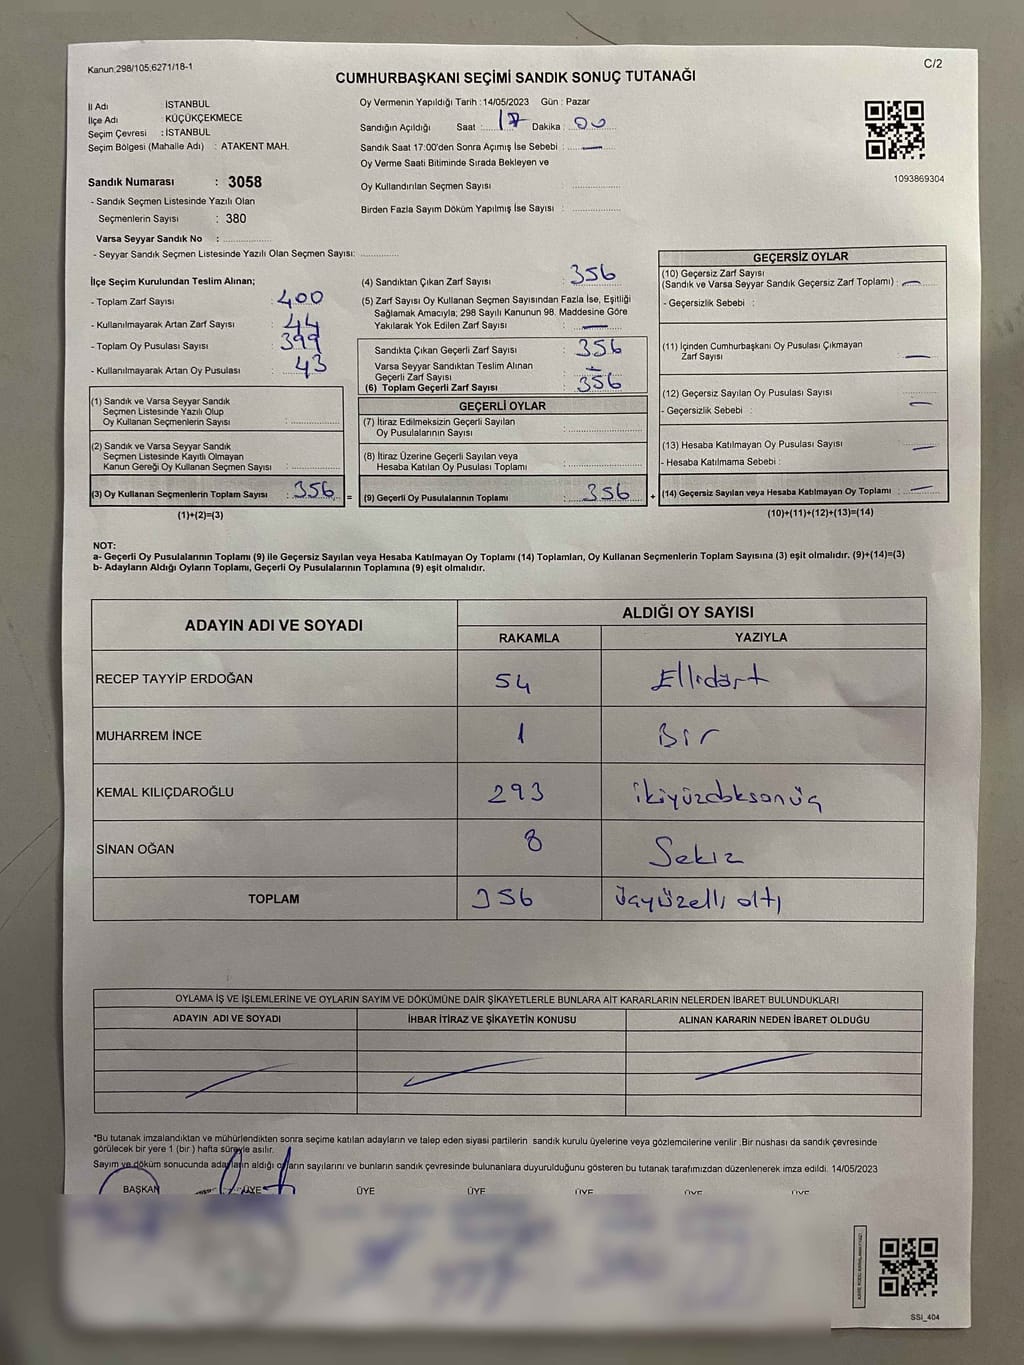 Kanun;298/105,6271/18-1
C/2
CUMHURBAŞKANI SEÇİMİ SANDIK SONUÇ TUTANAĞI
İl Adı : İSTANBUL
İlçe Adı : KÜÇÜKÇEKMECE
Seçim Çevresi : İSTANBUL
Seçim Bölgesi (Mahalle Adı) : ATAKENT MAH.
Sandık Numarası : 3058
- Sandık Seçmen Listesinde Yazılı Olan
Seçmenlerin Sayısı : 380
Varsa Seyyar Sandık No :
- Seyyar Sandık Seçmen Listesinde Yazılı Olan Seçmen Sayısı:
Oy Vermenin Yapıldığı Tarih : 14/05/2023 Gün : Pazar
Sandığın Açıldığı Saat : 17 Dakika : 00
Sandık Saat 17:00'den Sonra Açımış İse Sebebi : —
Oy Verme Saati Bitiminde Sırada Bekleyen ve
Oy Kullandırılan Seçmen Sayısı :
Birden Fazla Sayım Döküm Yapılmış İse Sayısı :
1093869304
İlçe Seçim Kurulundan Teslim Alınan;
- Toplam Zarf Sayısı : 400
- Kullanılmayarak Artan Zarf Sayısı : 44
- Toplam Oy Pusulası Sayısı : 399
- Kullanılmayarak Artan Oy Pusulası : 43
(1) Sandık ve Varsa Seyyar Sandık
Seçmen Listesinde Yazılı Olup
Oy Kullanan Seçmenlerin Sayısı :
(2) Sandık ve Varsa Seyyar Sandık
Seçmen Listesinde Kayıtlı Olmayan
Kanun Gereği Oy Kullanan Seçmen Sayısı :
(3) Oy Kullanan Seçmenlerin Toplam Sayısı : 356 =
(1)+(2)=(3)
(4) Sandıktan Çıkan Zarf Sayısı : 356
(5) Zarf Sayısı Oy Kullanan Seçmen Sayısından Fazla İse, Eşitliği
Sağlamak Amacıyla; 298 Sayılı Kanunun 98. Maddesine Göre
Yakılarak Yok Edilen Zarf Sayısı : —
Sandıkta Çıkan Geçerli Zarf Sayısı : 356
Varsa Seyyar Sandıktan Teslim Alınan
Geçerli Zarf Sayısı : —
(6) Toplam Geçerli Zarf Sayısı : 356
GEÇERLİ OYLAR
(7) İtiraz Edilmeksizin Geçerli Sayılan
Oy Pusulalarının Sayısı :
(8) İtiraz Üzerine Geçerli Sayılan veya
Hesaba Katılan Oy Pusulası Toplamı :
(9) Geçerli Oy Pusulalarının Toplamı : 356 +
GEÇERSİZ OYLAR
(10) Geçersiz Zarf Sayısı
(Sandık ve Varsa Seyyar Sandık Geçersiz Zarf Toplamı) : —
- Geçersizlik Sebebi :
(11) İçinden Cumhurbaşkanı Oy Pusulası Çıkmayan
Zarf Sayısı : —
(12) Geçersiz Sayılan Oy Pusulası Sayısı : —
- Geçersizlik Sebebi :
(13) Hesaba Katılmayan Oy Pusulası Sayısı : —
- Hesaba Katılmama Sebebi :
(14) Geçersiz Sayılan veya Hesaba Katılmayan Oy Toplamı : —
(10)+(11)+(12)+(13)=(14)
NOT:
a- Geçerli Oy Pusulalarının Toplamı (9) ile Geçersiz Sayılan veya Hesaba Katılmayan Oy Toplamı (14) Toplamları, Oy Kullanan Seçmenlerin Toplam Sayısına (3) eşit olmalıdır. (9)+(14)=(3)
b- Adayların Aldığı Oyların Toplamı, Geçerli Oy Pusulalarının Toplamına (9) eşit olmalıdır.
ADAYIN ADI VE SOYADI
ALDIĞI OY SAYISI
RAKAMLA YAZIYLA
RECEP TAYYİP ERDOĞAN 54 Ellidört
MUHARREM İNCE 1 Bir
KEMAL KILIÇDAROĞLU 293 ikiyüzdoksanüç
SİNAN OĞAN 8 Sekiz
TOPLAM 356 üçyüzelli altı
OYLAMA İŞ VE İŞLEMLERİNE VE OYLARIN SAYIM VE DÖKÜMÜNE DAİR ŞİKAYETLERLE BUNLARA AİT KARARLARIN NELERDEN İBARET BULUNDUKLARI
ADAYIN ADI VE SOYADI İHBAR İTİRAZ VE ŞİKAYETİN KONUSU ALINAN KARARIN NEDEN İBARET OLDUĞU
*Bu tutanak imzalandıktan ve mühürlendikten sonra seçime katılan adayların ve talep eden siyasi partilerin sandık kurulu üyelerine veya gözlemcilerine verilir .Bir nüshası da sandık çevresinde
görülecek bir yere 1 (bir ) hafta süreyle asılır.
Sayım ve döküm sonucunda adayların aldığı oyların sayılarını ve bunların sandık çevresinde bulunanlara duyurulduğunu gösteren bu tutanak tarafımızdan düzenlenerek imza edildi. 14/05/2023
BAŞKAN ÜYE ÜYE ÜYE ÜYE ÜYE ÜYE
SSI_404